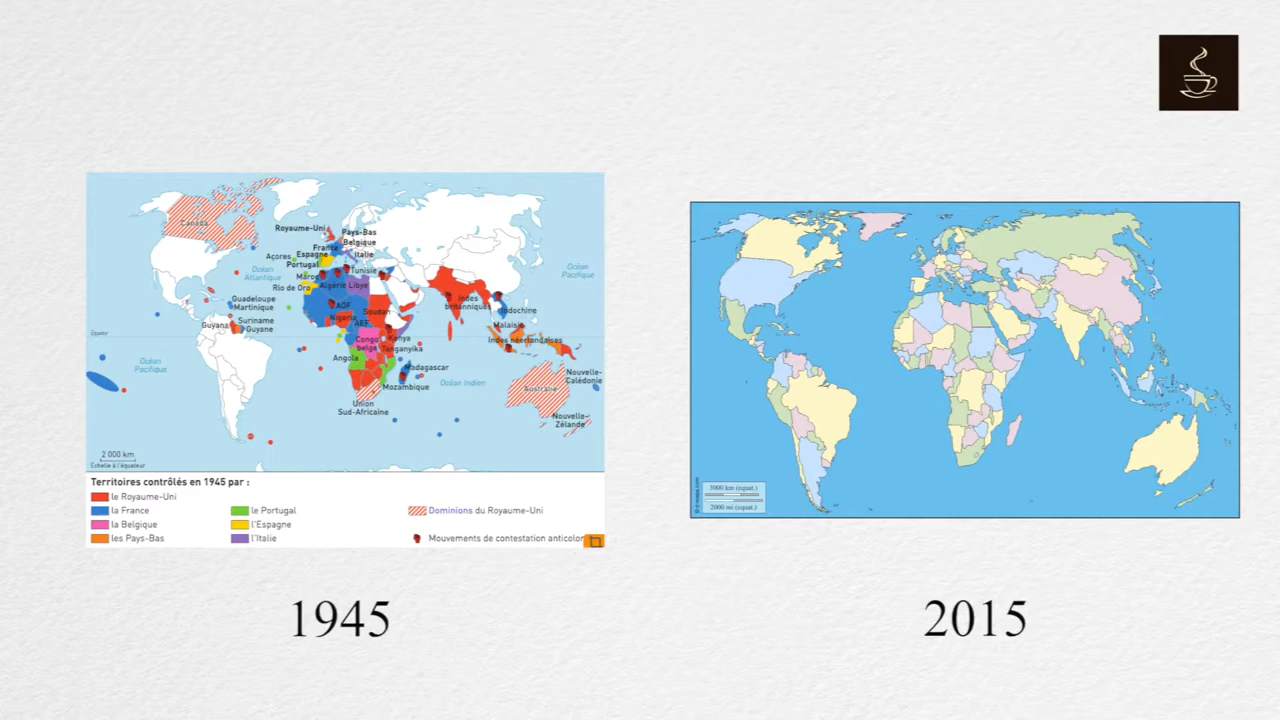 Canada
Royaume-Uni
Pays-Bas
Belgique
France
Italie
Espagne
Açores
Portugal
Tunisie
Maroc
Océan
Atlantique
Algérie Libye
Rio de Oro
Océan
Pacifique
Guadeloupe
Martinique
AOF
Soudan
Indes
britanniques
Indochine
Suriname
Guyane
Guyana
Nigeria
AEF
Malaisie
Équateur
Congo
belge
Kenya
Indes néerlandaises
Tanganyika
Angola
Océan
Pacifique
Madagascar
Mozambique
Océan Indien
Nouvelle-
Calédonie
Australie
Union
Sud-Africaine
Nouvelle-
Zélande
2 000 km
Échelle à l'équateur
Territoires contrôlés en 1945 par :
le Royaume-Uni
la France
la Belgique
les Pays-Bas
le Portugal
l'Espagne
l'Italie
Dominions du Royaume-Uni
Mouvements de contestation anticolon
3000 km (equat.)
2000 mi (equat.)
1945
2015